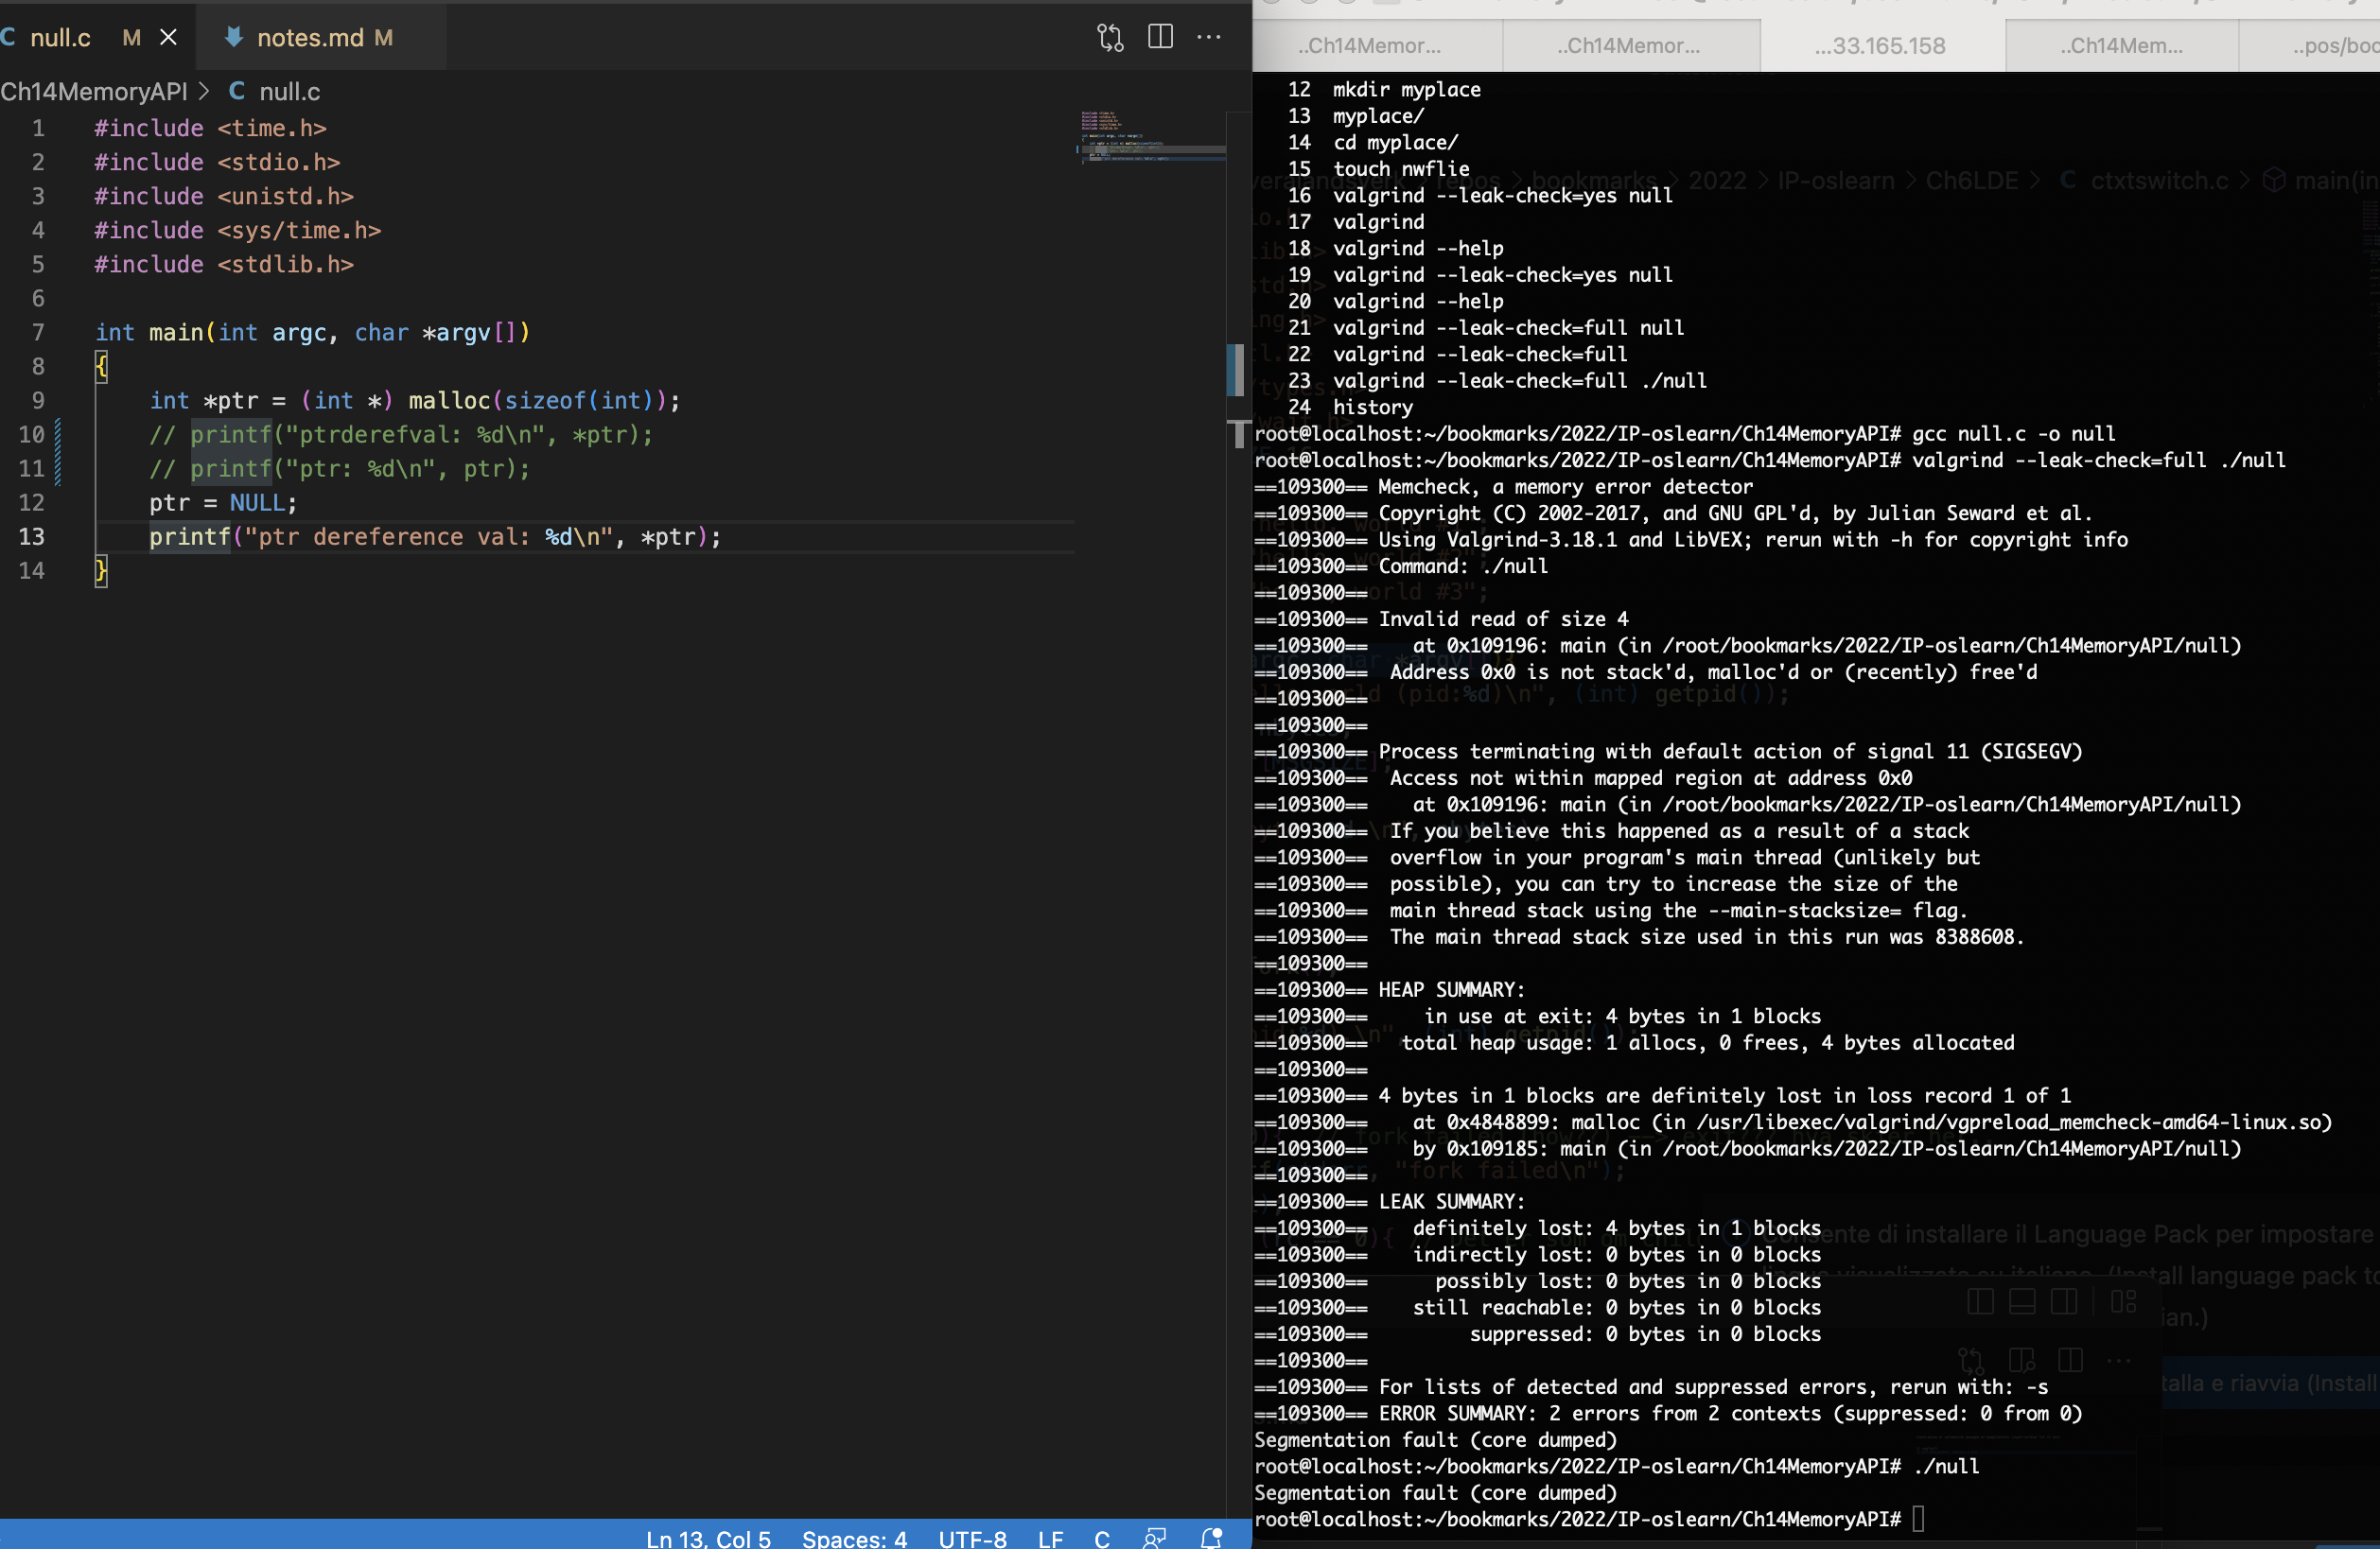 null.c M
notes.md M
Ch14MemoryAPI > C null.c
1 #include <time.h>
2 #include <stdio.h>
3 #include <unistd.h>
4 #include <sys/time.h>
5 #include <stdlib.h>
6
7 int main(int argc, char *argv[])
8 {
9 int *ptr = (int *) malloc(sizeof(int));
10 // printf("ptrderefval: %d\n", *ptr);
11 // printf("ptr: %d\n", ptr);
12 ptr = NULL;
13 printf("ptr dereference val: %d\n", *ptr);
14 }
Ln 13, Col 5 Spaces: 4 UTF-8 LF C
..Ch14Memor... ..Ch14Memor... ...33.165.158 ..Ch14Mem... ..pos/boo
12 mkdir myplace
13 myplace/
14 cd myplace/
15 touch nwflie
16 valgrind --leak-check=yes null
17 valgrind
18 valgrind --help
19 valgrind --leak-check=yes null
20 valgrind --help
21 valgrind --leak-check=full null
22 valgrind --leak-check=full
23 valgrind --leak-check=full ./null
24 history
root@localhost:~/bookmarks/2022/IP-oslearn/Ch14MemoryAPI# gcc null.c -o null
root@localhost:~/bookmarks/2022/IP-oslearn/Ch14MemoryAPI# valgrind --leak-check=full ./null
==109300== Memcheck, a memory error detector
==109300== Copyright (C) 2002-2017, and GNU GPL'd, by Julian Seward et al.
==109300== Using Valgrind-3.18.1 and LibVEX; rerun with -h for copyright info
==109300== Command: ./null
==109300==
==109300== Invalid read of size 4
==109300==    at 0x109196: main (in /root/bookmarks/2022/IP-oslearn/Ch14MemoryAPI/null)
==109300==  Address 0x0 is not stack'd, malloc'd or (recently) free'd
==109300==
==109300==
==109300== Process terminating with default action of signal 11 (SIGSEGV)
==109300==  Access not within mapped region at address 0x0
==109300==    at 0x109196: main (in /root/bookmarks/2022/IP-oslearn/Ch14MemoryAPI/null)
==109300==  If you believe this happened as a result of a stack
==109300==  overflow in your program's main thread (unlikely but
==109300==  possible), you can try to increase the size of the
==109300==  main thread stack using the --main-stacksize= flag.
==109300==  The main thread stack size used in this run was 8388608.
==109300==
==109300== HEAP SUMMARY:
==109300==     in use at exit: 4 bytes in 1 blocks
==109300==   total heap usage: 1 allocs, 0 frees, 4 bytes allocated
==109300==
==109300== 4 bytes in 1 blocks are definitely lost in loss record 1 of 1
==109300==    at 0x4848899: malloc (in /usr/libexec/valgrind/vgpreload_memcheck-amd64-linux.so)
==109300==    by 0x109185: main (in /root/bookmarks/2022/IP-oslearn/Ch14MemoryAPI/null)
==109300==
==109300== LEAK SUMMARY:
==109300==    definitely lost: 4 bytes in 1 blocks
==109300==    indirectly lost: 0 bytes in 0 blocks
==109300==      possibly lost: 0 bytes in 0 blocks
==109300==    still reachable: 0 bytes in 0 blocks
==109300==         suppressed: 0 bytes in 0 blocks
==109300==
==109300== For lists of detected and suppressed errors, rerun with: -s
==109300== ERROR SUMMARY: 2 errors from 2 contexts (suppressed: 0 from 0)
Segmentation fault (core dumped)
root@localhost:~/bookmarks/2022/IP-oslearn/Ch14MemoryAPI# ./null
Segmentation fault (core dumped)
root@localhost:~/bookmarks/2022/IP-oslearn/Ch14MemoryAPI#